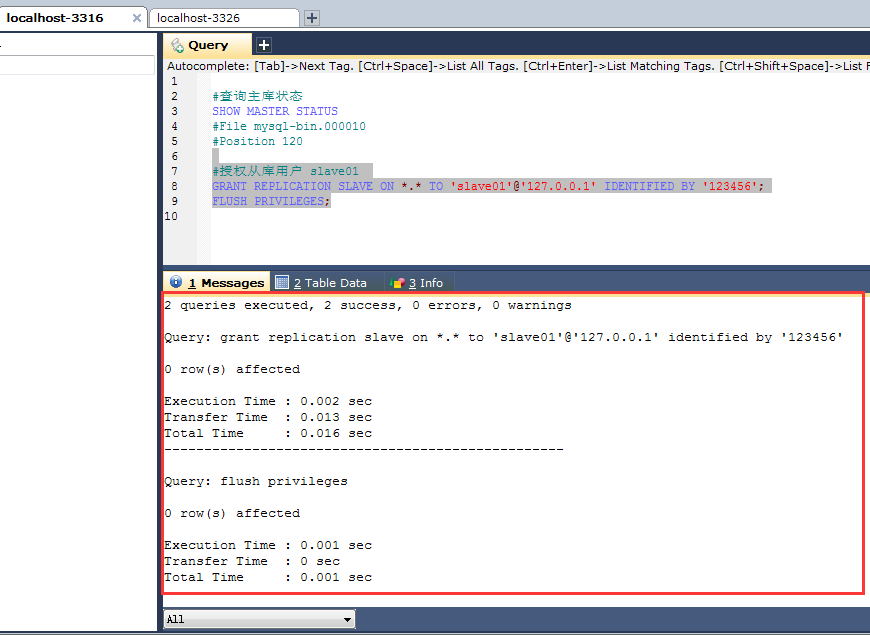 localhost-3316
localhost-3326
Query
Autocomplete: [Tab]->Next Tag. [Ctrl+Space]->List All Tags. [Ctrl+Enter]->List Matching Tags. [Ctrl+Shift+Space]->List F
1
2 #查询主库状态
3 SHOW MASTER STATUS
4 #File mysql-bin.000010
5 #Position 120
6
7 #授权从库用户 slave01
8 GRANT REPLICATION SLAVE ON *.* TO 'slave01'@'127.0.0.1' IDENTIFIED BY '123456';
9 FLUSH PRIVILEGES;
10
1 Messages
2 Table Data
3 Info
2 queries executed, 2 success, 0 errors, 0 warnings
Query: grant replication slave on *.* to 'slave01'@'127.0.0.1' identified by '123456'
0 row(s) affected
Execution Time : 0.002 sec
Transfer Time  : 0.013 sec
Total Time     : 0.016 sec
--------------------------------------------------
Query: flush privileges
0 row(s) affected
Execution Time : 0.001 sec
Transfer Time  : 0 sec
Total Time     : 0.001 sec
All